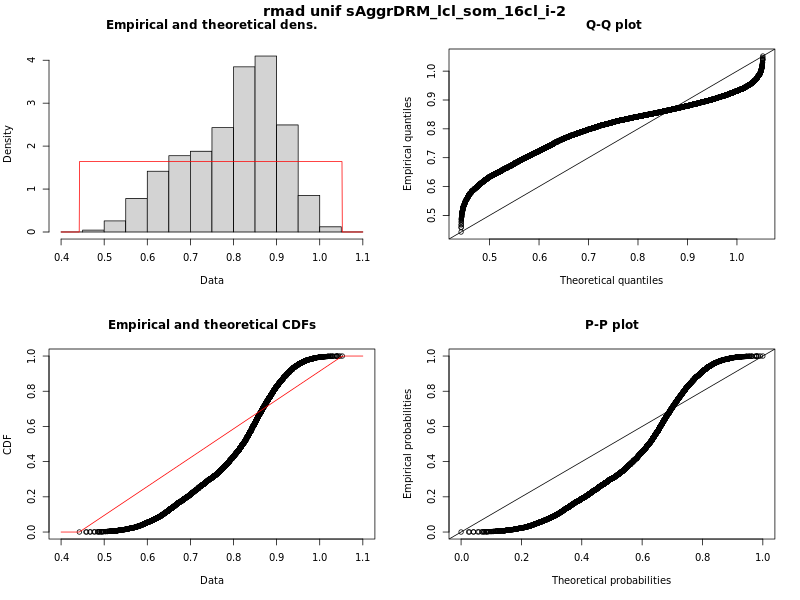 rmad unif sAggrDRM_lcl_som_16cl_i-2
Empirical and theoretical dens.
Density
0 1 2 3 4
0.4 0.5 0.6 0.7 0.8 0.9 1.0 1.1
Data
Q-Q plot
Empirical quantiles
0.5 0.6 0.7 0.8 0.9 1.0
0.5 0.6 0.7 0.8 0.9 1.0
Theoretical quantiles
Empirical and theoretical CDFs
CDF
0.0 0.2 0.4 0.6 0.8 1.0
0.4 0.5 0.6 0.7 0.8 0.9 1.0 1.1
Data
P-P plot
Empirical probabilities
0.0 0.2 0.4 0.6 0.8 1.0
0.0 0.2 0.4 0.6 0.8 1.0
Theoretical probabilities